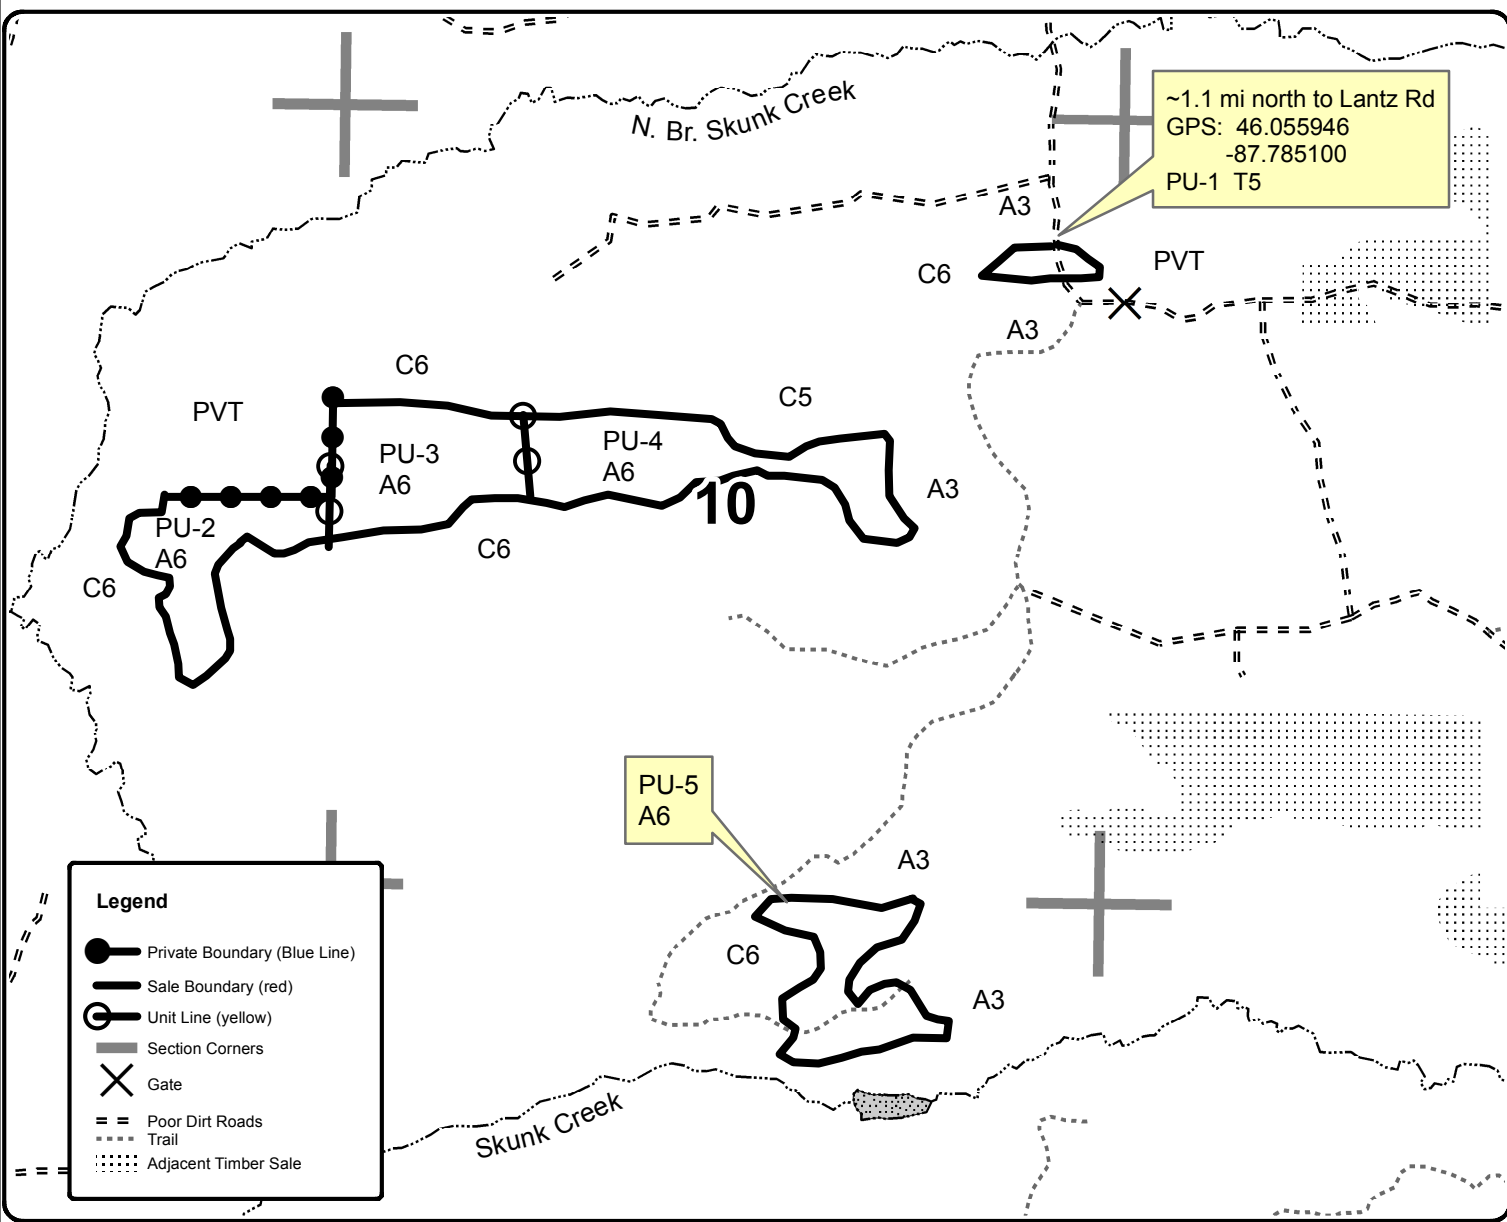 N. Br. Skunk Creek
~1.1 mi north to Lantz Rd
GPS: 46.055946
-87.785100
PU-1 T5
A3
C6
PVT
A3
C6
C5
PVT
PU-3
A6
PU-4
A6
10
A3
PU-2
A6
C6
C6
PU-5
A6
A3
C6
A3
Skunk Creek
Legend
Private Boundary (Blue Line)
Sale Boundary (red)
Unit Line (yellow)
Section Corners
Gate
Poor Dirt Roads
Trail
Adjacent Timber Sale